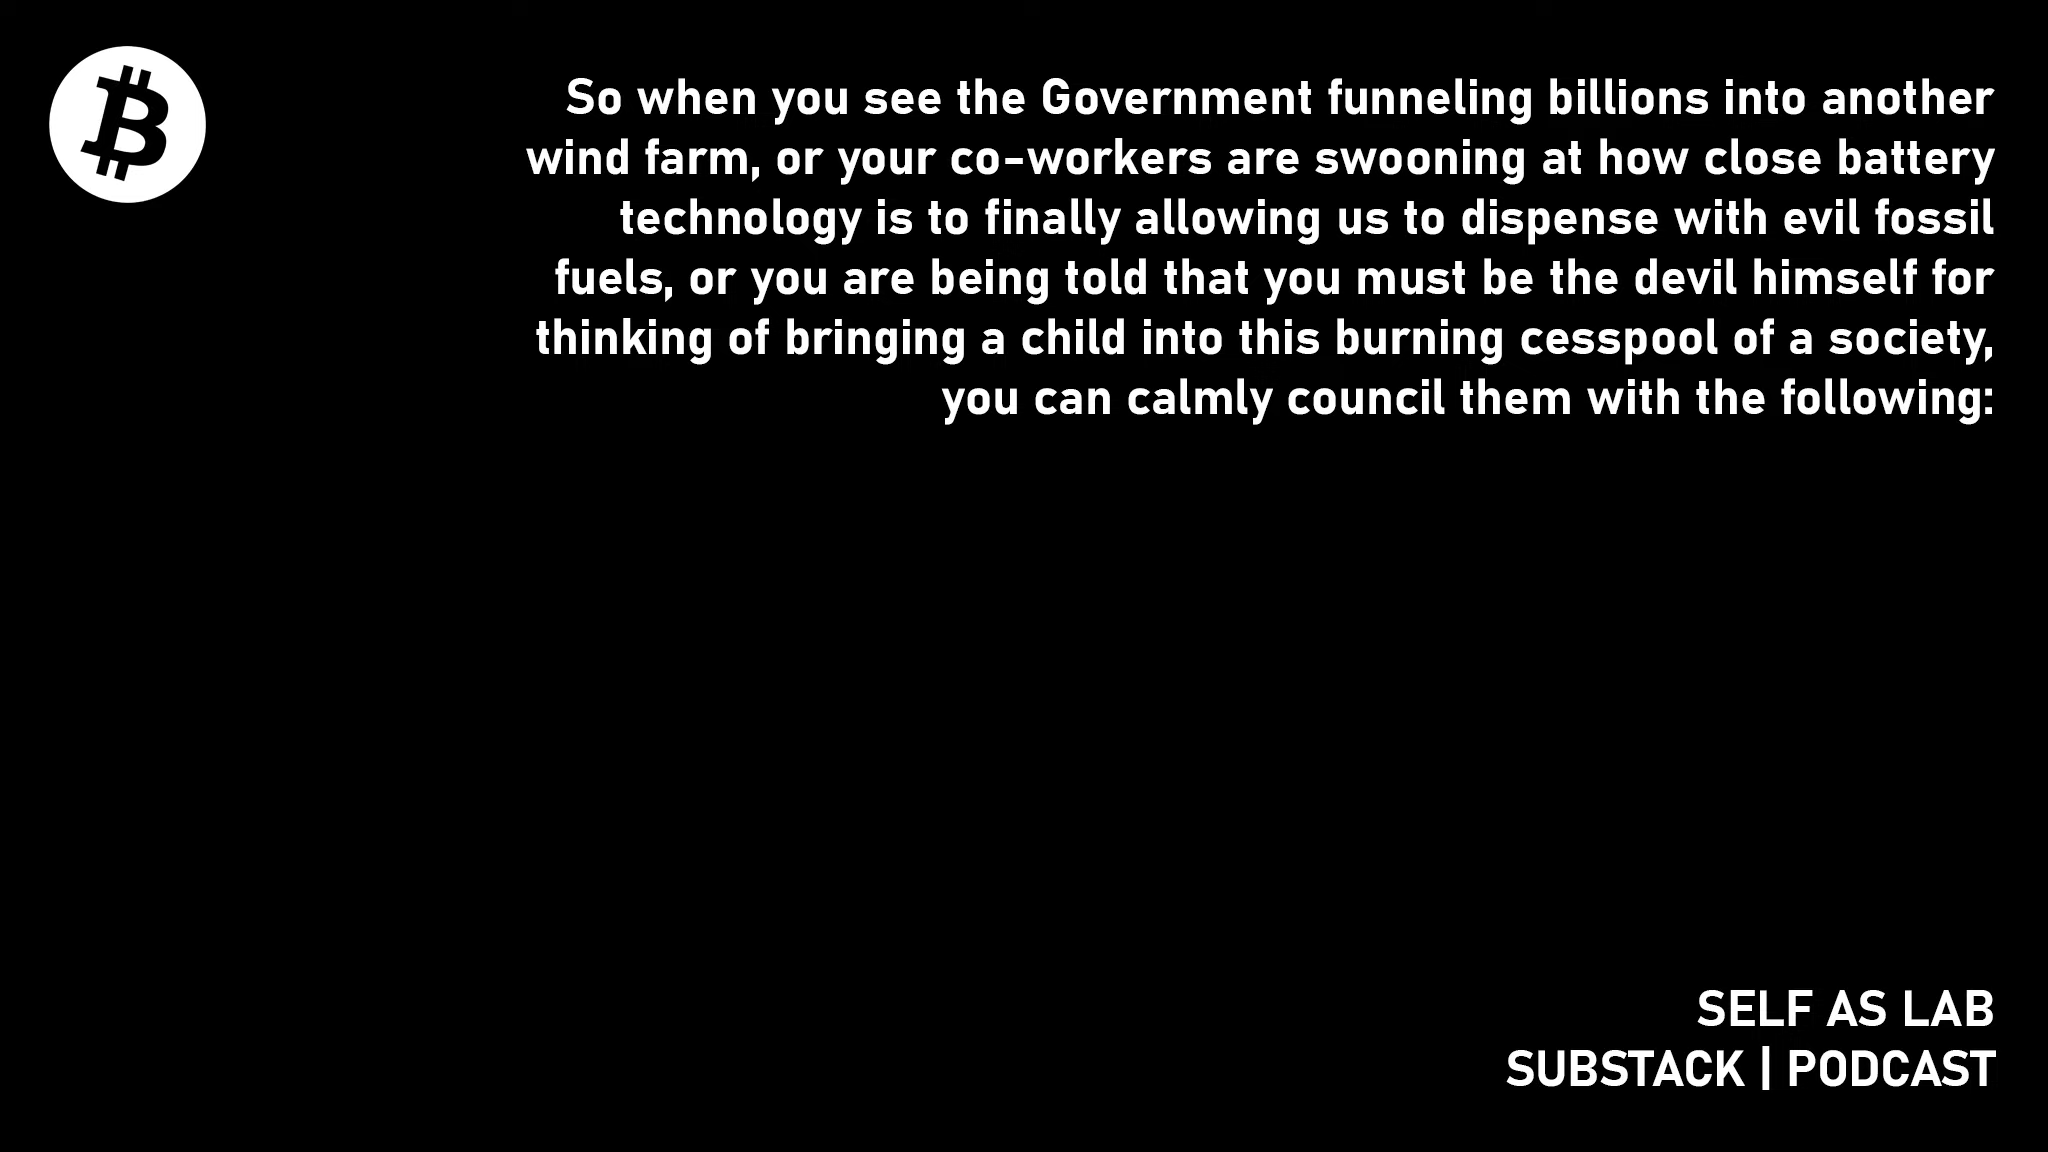 So when you see the Government funneling billions into another
wind farm, or your co-workers are swooning at how close battery
technology is to finally allowing us to dispense with evil fossil
fuels, or you are being told that you must be the devil himself for
thinking of bringing a child into this burning cesspool of a society,
you can calmly council them with the following:
SELF AS LAB
SUBSTACK | PODCAST